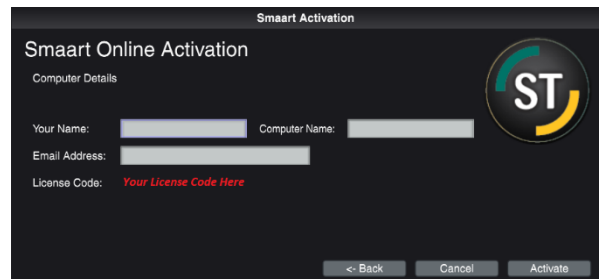 Smaart Activation
Smaart Online Activation
Computer Details
ST
Your Name:
Computer Name:
Email Address:
License Code: Your License Code Here
<- Back Cancel Activate